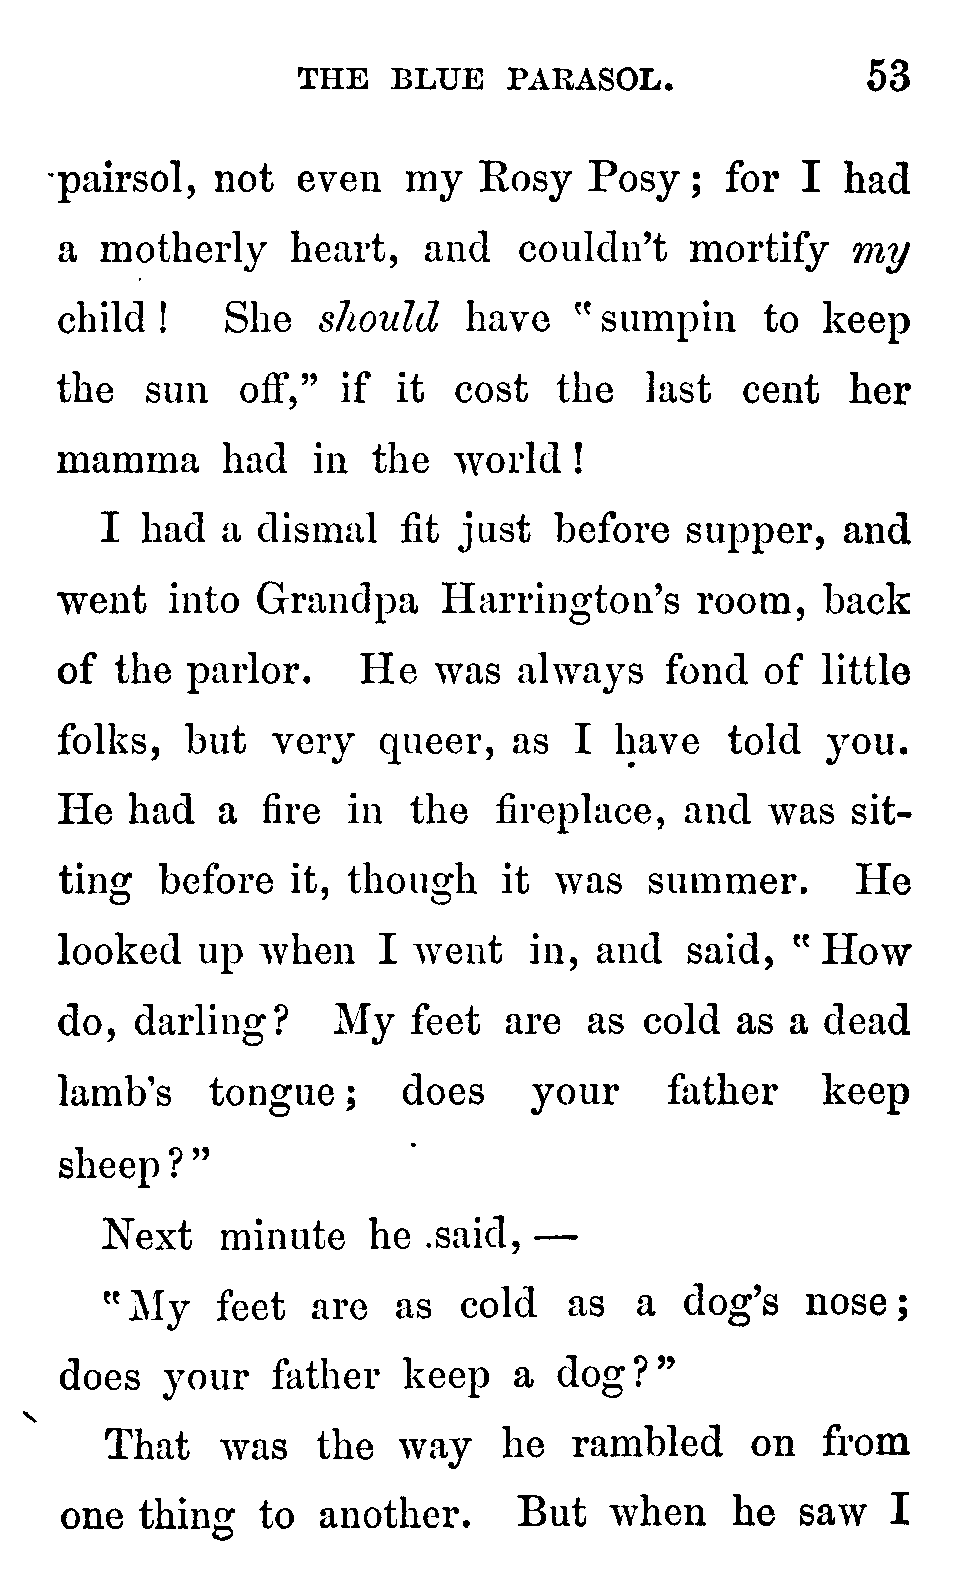 THE BLUE PARASOL. 53
pairsol, not even my Rosy Posy; for I had
a motherly heart, and couldn't mortify my
child! She should have "sumpin to keep
the sun off," if it cost the last cent her
mamma had in the world!
I had a dismal fit just before supper, and
went into Grandpa Harrington's room, back
of the parlor. He was always fond of little
folks, but very queer, as I have told you.
He had a fire in the fireplace, and was sit-
ting before it, though it was summer. He
looked up when I went in, and said, "How
do, darling? My feet are as cold as a dead
lamb's tongue; does your father keep
sheep?"
Next minute he said, —
"My feet are as cold as a dog's nose;
does your father keep a dog?"
That was the way he rambled on from
one thing to another. But when he saw I